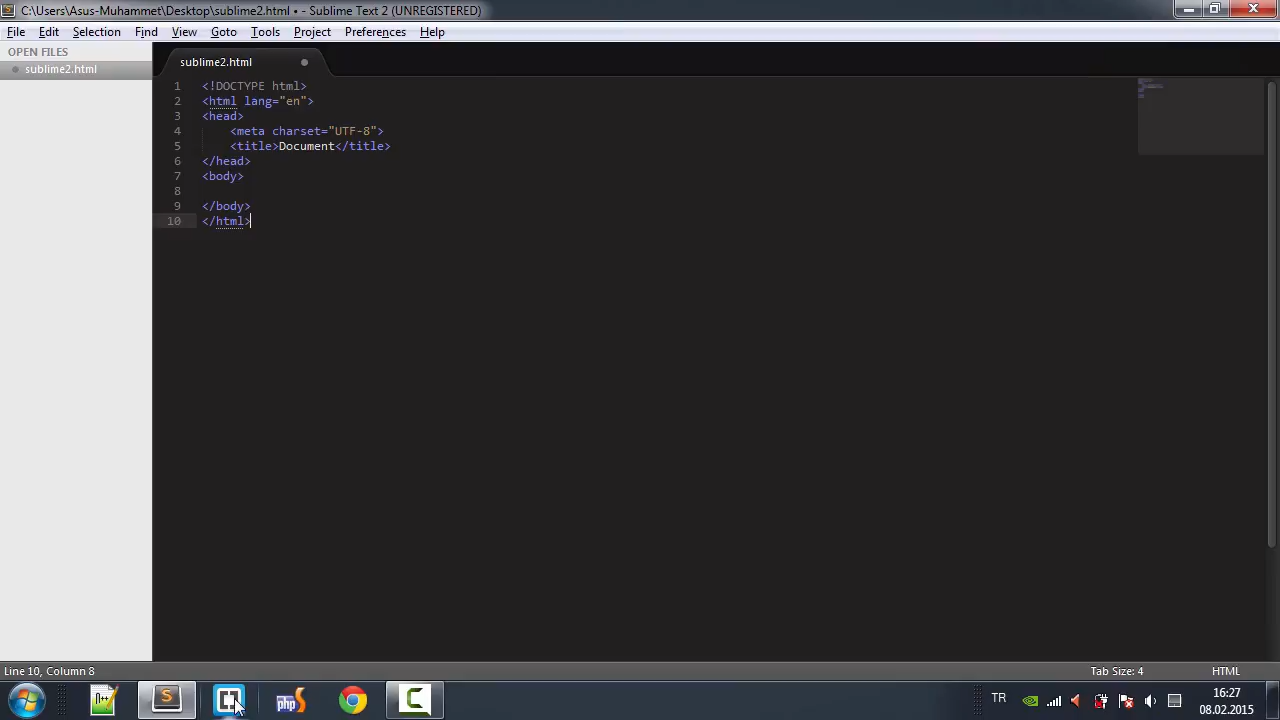 C:\Users\Asus-Muhammet\Desktop\sublime2.html • - Sublime Text 2 (UNREGISTERED)
File Edit Selection Find View Goto Tools Project Preferences Help
OPEN FILES
sublime2.html
sublime2.html
1 <!DOCTYPE html>
2 <html lang="en">
3 <head>
4 <meta charset="UTF-8">
5 <title>Document</title>
6 </head>
7 <body>
8
9 </body>
10 </html>
Line 10, Column 8
Tab Size: 4
HTML
php
TR
16:27
08.02.2015